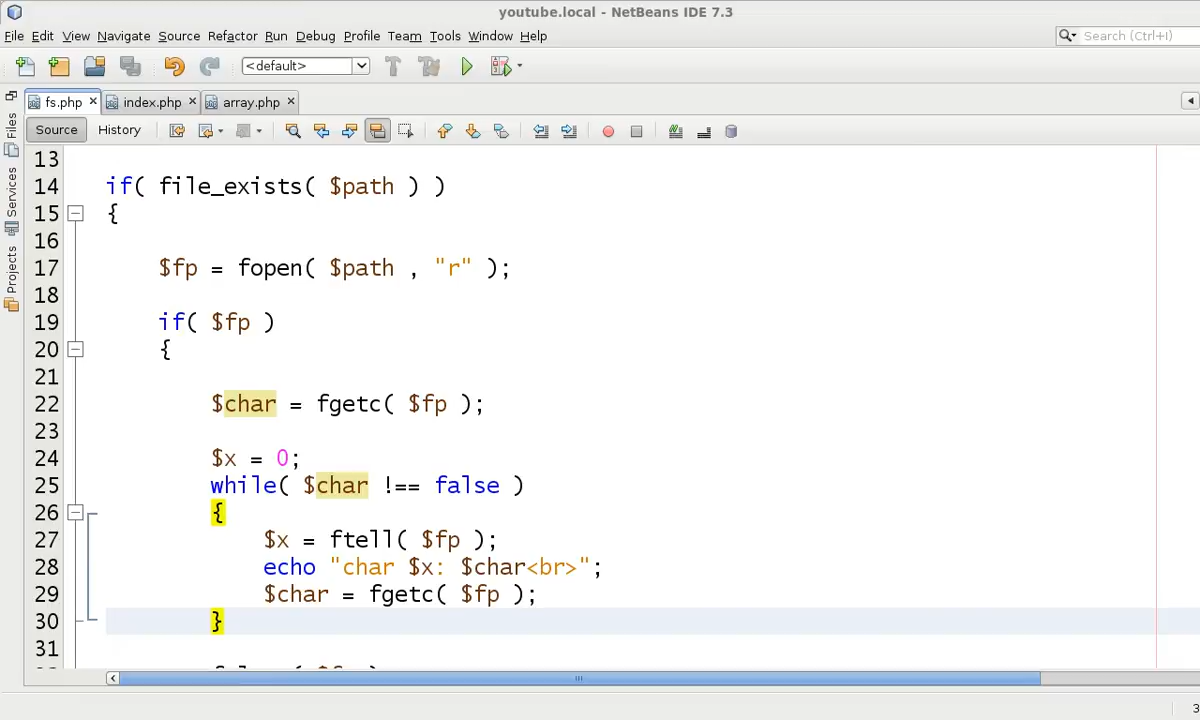 youtube.local - NetBeans IDE 7.3
File Edit View Navigate Source Refactor Run Debug Profile Team Tools Window Help
Search (Ctrl+I)
<default>
fs.php index.php array.php
Source History
Files
Services
Projects
13
14 if( file_exists( $path ) )
15 {
16
17 $fp = fopen( $path , "r" );
18
19 if( $fp )
20 {
21
22 $char = fgetc( $fp );
23
24 $x = 0;
25 while( $char !== false )
26 {
27 $x = ftell( $fp );
28 echo "char $x: $char<br>";
29 $char = fgetc( $fp );
30 }
31